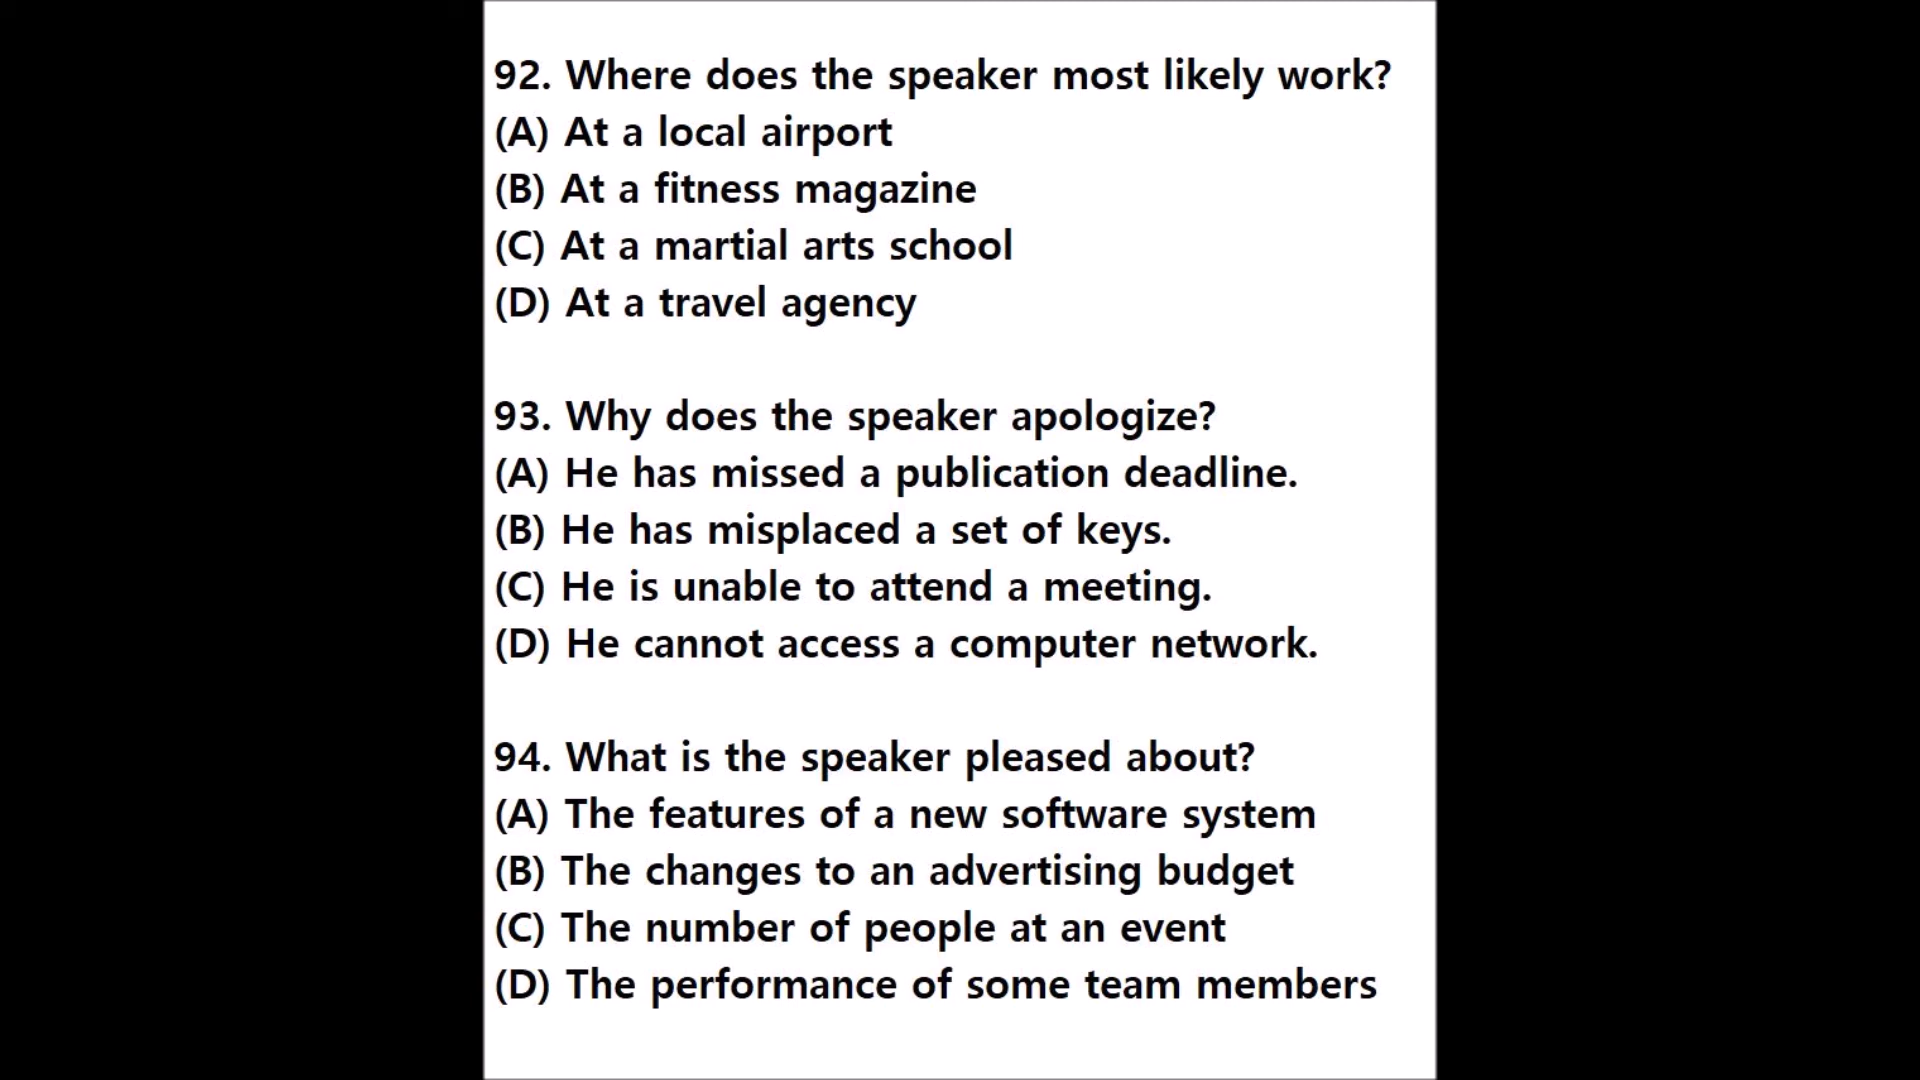 92. Where does the speaker most likely work?
(A) At a local airport
(B) At a fitness magazine
(C) At a martial arts school
(D) At a travel agency
93. Why does the speaker apologize?
(A) He has missed a publication deadline.
(B) He has misplaced a set of keys.
(C) He is unable to attend a meeting.
(D) He cannot access a computer network.
94. What is the speaker pleased about?
(A) The features of a new software system
(B) The changes to an advertising budget
(C) The number of people at an event
(D) The performance of some team members